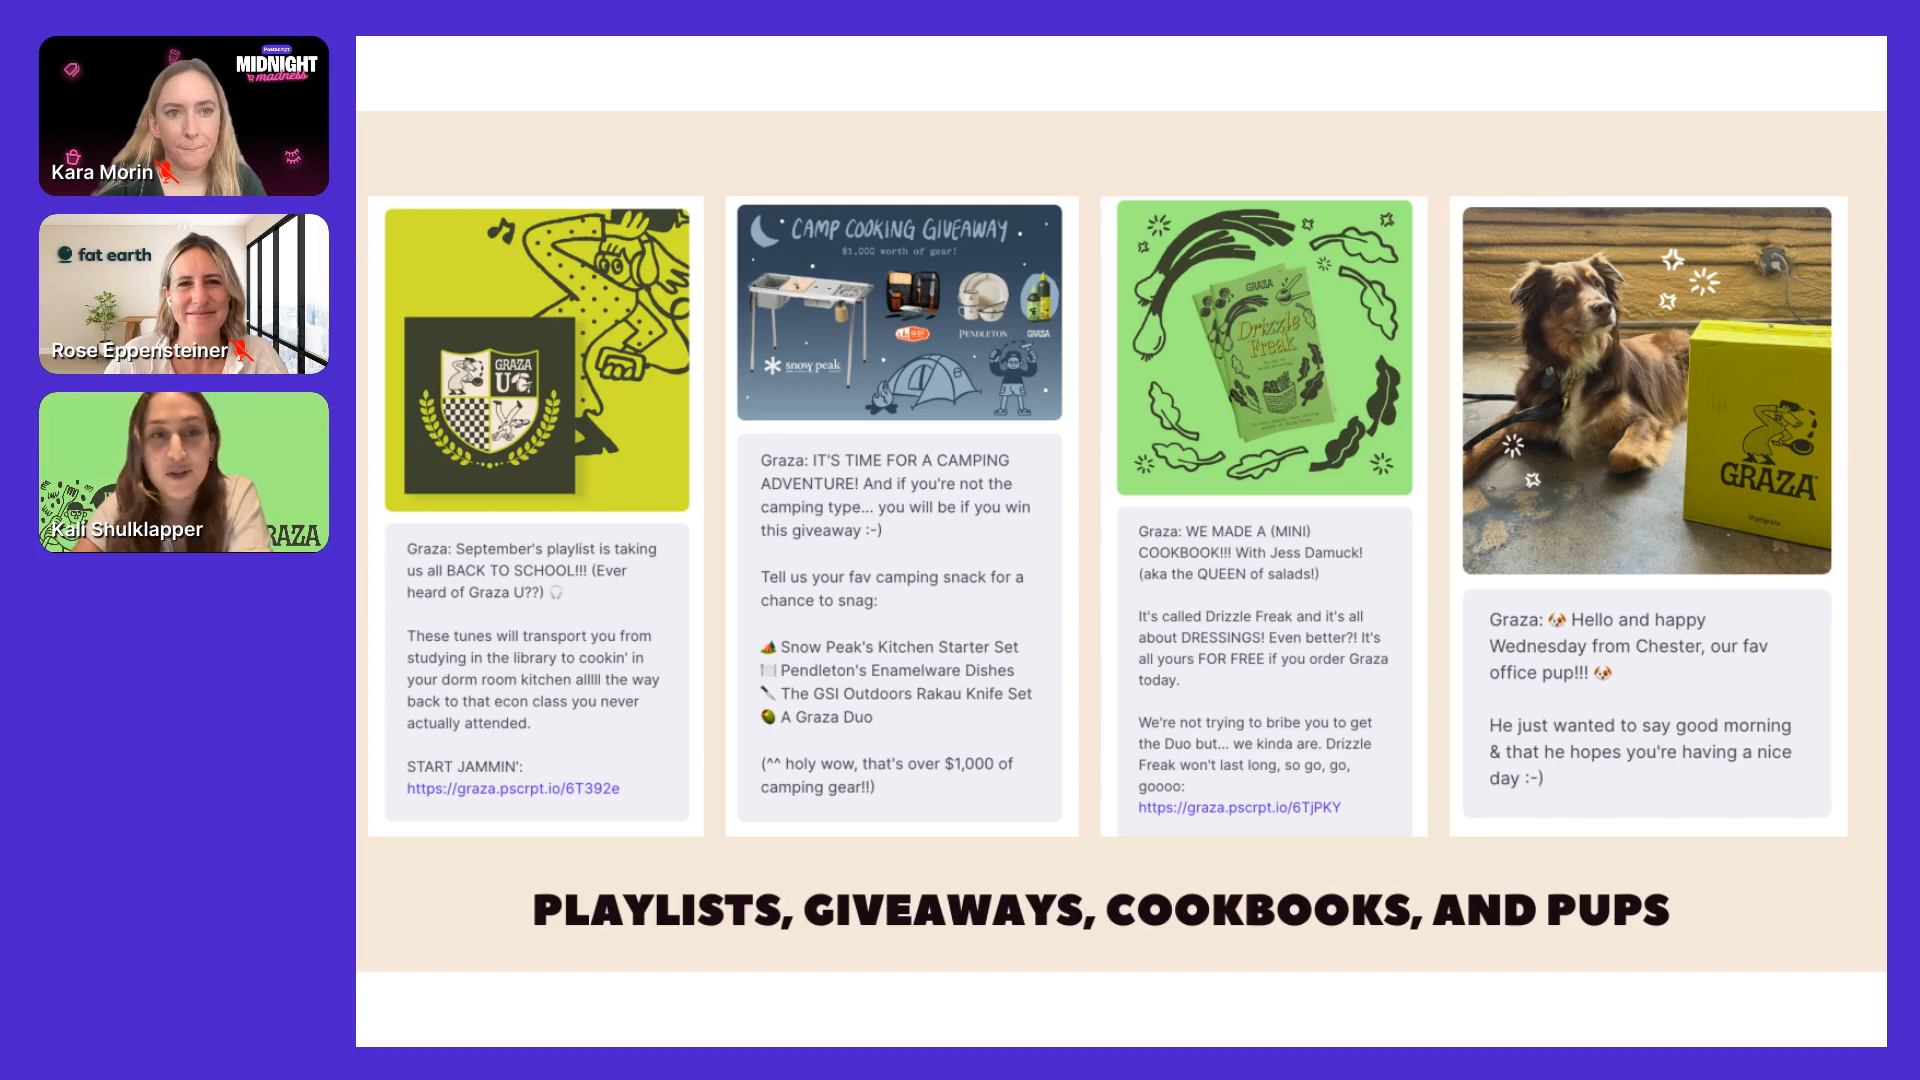 Postscript
MIDNIGHT
madness
Kara Morin
fat earth
Rose Eppensteiner
Kali Shulklapper
RAZA
GRAZA
U
Graza: September's playlist is taking
us all BACK TO SCHOOL!!! (Ever
heard of Graza U??) 🎧
These tunes will transport you from
studying in the library to cookin' in
your dorm room kitchen alllll the way
back to that econ class you never
actually attended.
START JAMMIN':
https://graza.pscrpt.io/6T392e
CAMP COOKING GIVEAWAY
$1,000 worth of gear!
GSI
PENDLETON
GRAZA
snow peak
Graza: IT'S TIME FOR A CAMPING
ADVENTURE! And if you're not the
camping type... you will be if you win
this giveaway :-)
Tell us your fav camping snack for a
chance to snag:
🏕️ Snow Peak's Kitchen Starter Set
🍽️ Pendleton's Enamelware Dishes
🔪 The GSI Outdoors Rakau Knife Set
🫒 A Graza Duo
(^^ holy wow, that's over $1,000 of
camping gear!!)
GRAZA
Drizzle
Freak
Graza: WE MADE A (MINI)
COOKBOOK!!! With Jess Damuck!
(aka the QUEEN of salads!)
It's called Drizzle Freak and it's all
about DRESSINGS! Even better?! It's
all yours FOR FREE if you order Graza
today.
We're not trying to bribe you to get
the Duo but... we kinda are. Drizzle
Freak won't last long, so go, go,
goooo:
https://graza.pscrpt.io/6TjPKY
GRAZA
Graza: 🐶 Hello and happy
Wednesday from Chester, our fav
office pup!!! 🐶
He just wanted to say good morning
& that he hopes you're having a nice
day :-)
PLAYLISTS, GIVEAWAYS, COOKBOOKS, AND PUPS